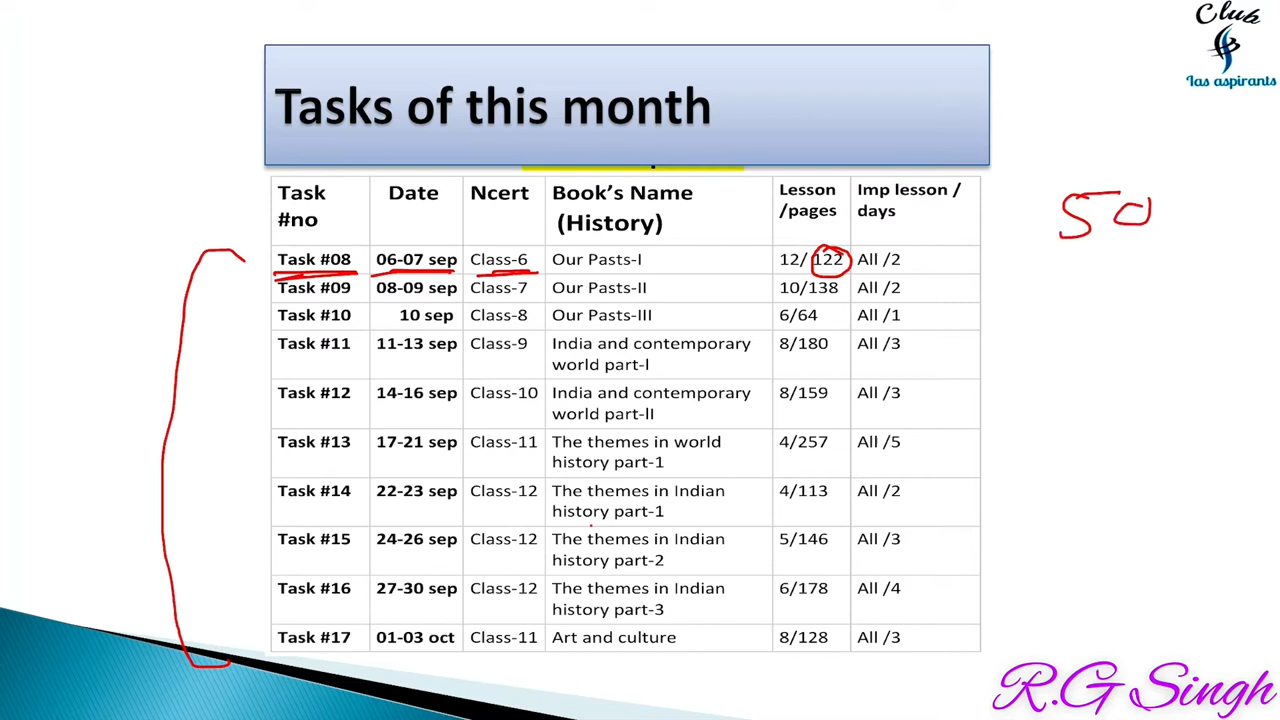 Club
Ias aspirants
Tasks of this month
Task #no Date Ncert Book's Name (History) Lesson /pages Imp lesson / days
50
Task #08 06-07 sep Class-6 Our Pasts-I 12/ 122 All /2
Task #09 08-09 sep Class-7 Our Pasts-II 10/138 All /2
Task #10 10 sep Class-8 Our Pasts-III 6/64 All /1
Task #11 11-13 sep Class-9 India and contemporary world part-I 8/180 All /3
Task #12 14-16 sep Class-10 India and contemporary world part-II 8/159 All /3
Task #13 17-21 sep Class-11 The themes in world history part-1 4/257 All /5
Task #14 22-23 sep Class-12 The themes in Indian history part-1 4/113 All /2
Task #15 24-26 sep Class-12 The themes in Indian history part-2 5/146 All /3
Task #16 27-30 sep Class-12 The themes in Indian history part-3 6/178 All /4
Task #17 01-03 oct Class-11 Art and culture 8/128 All /3
R.G Singh